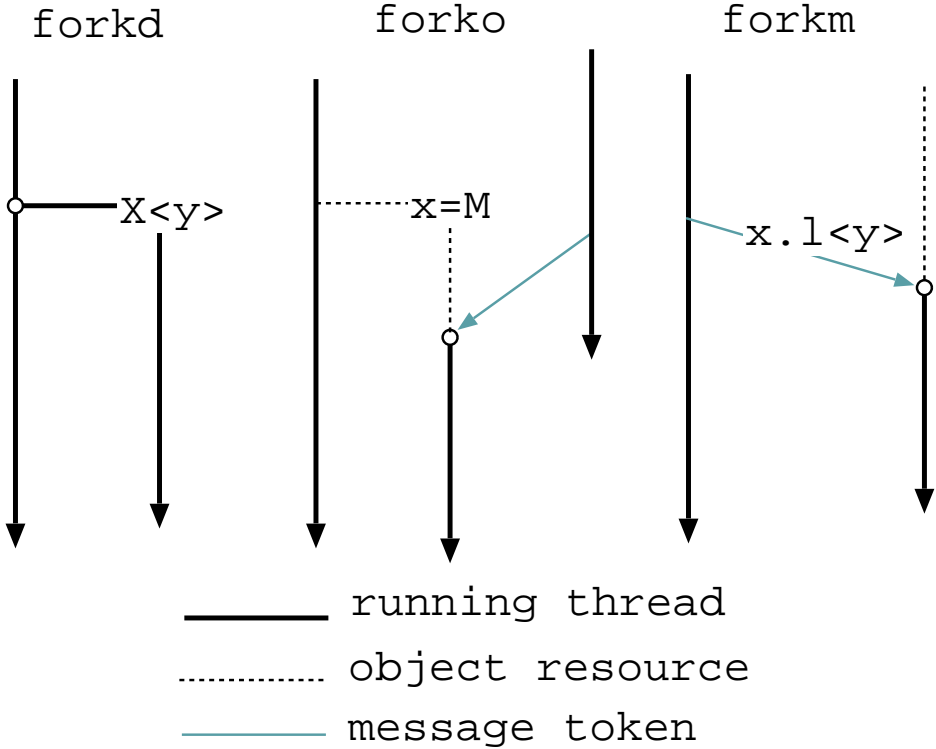 forkd forko forkm
X<y> x=M x.l<y>
running thread
object resource
message token